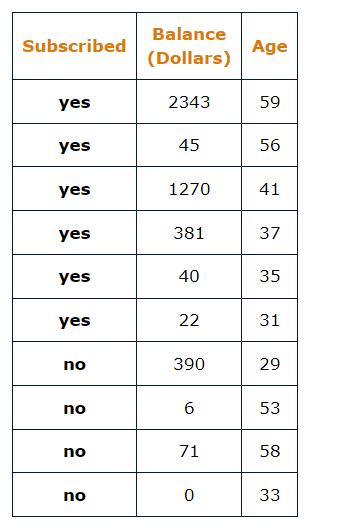 Subscribed Balance (Dollars) Age
yes 2343 59
yes 45 56
yes 1270 41
yes 381 37
yes 40 35
yes 22 31
no 390 29
no 6 53
no 71 58
no 0 33